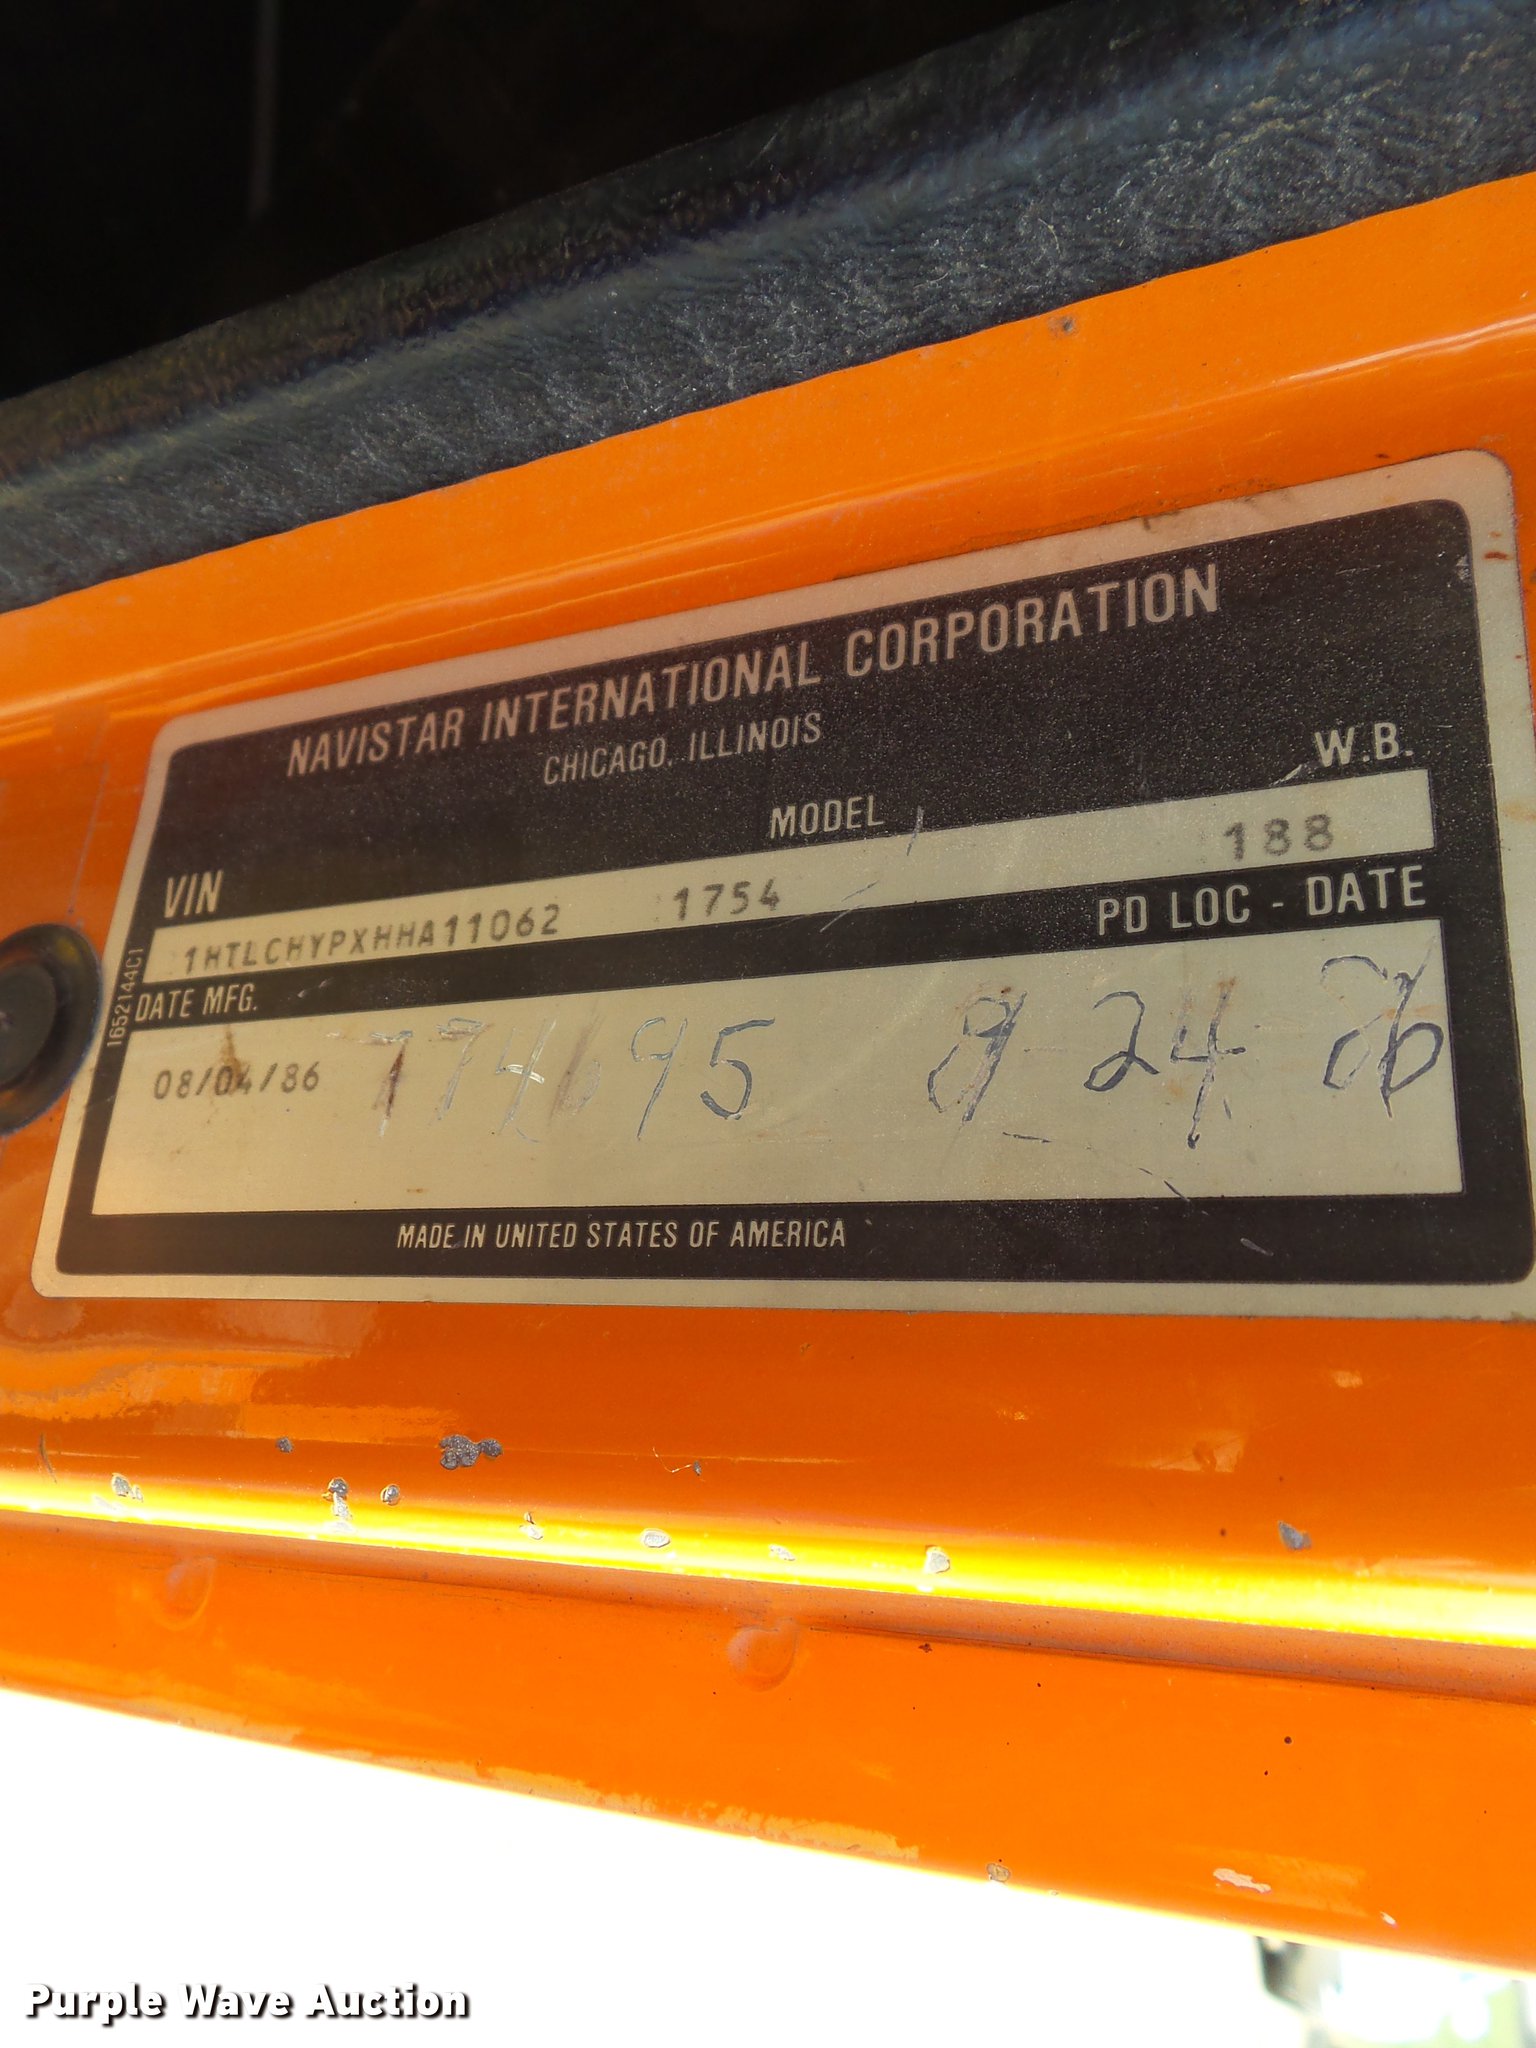 NAVISTAR INTERNATIONAL CORPORATION
CHICAGO, ILLINOIS
VIN MODEL W.B.
1HTLCHYPXHHA11062 1754 188
DATE MFG. PD LOC - DATE
08/04/86 774695 8-24-86
MADE IN UNITED STATES OF AMERICA
1652144C1
Purple Wave Auction